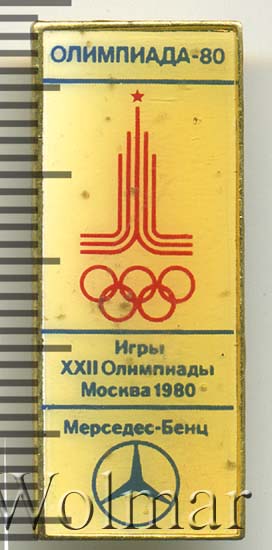 ОЛИМПИАДА-80
Игры
XXII Олимпиады
Москва 1980
Мерседес-Бенц
Wolmar